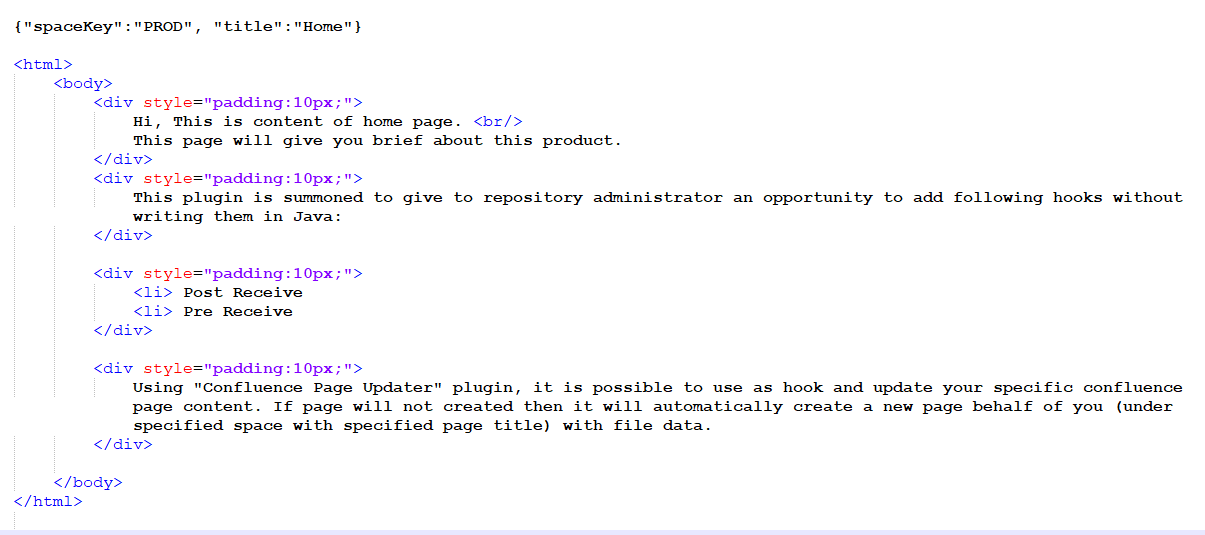 {"spaceKey":"PROD", "title":"Home"}
<html>
<body>
<div style="padding:10px;">
Hi, This is content of home page. <br/>
This page will give you brief about this product.
</div>
<div style="padding:10px;">
This plugin is summoned to give to repository administrator an opportunity to add following hooks without
writing them in Java:
</div>
<div style="padding:10px;">
<li> Post Receive
<li> Pre Receive
</div>
<div style="padding:10px;">
Using "Confluence Page Updater" plugin, it is possible to use as hook and update your specific confluence
page content. If page will not created then it will automatically create a new page behalf of you (under
specified space with specified page title) with file data.
</div>
</body>
</html>